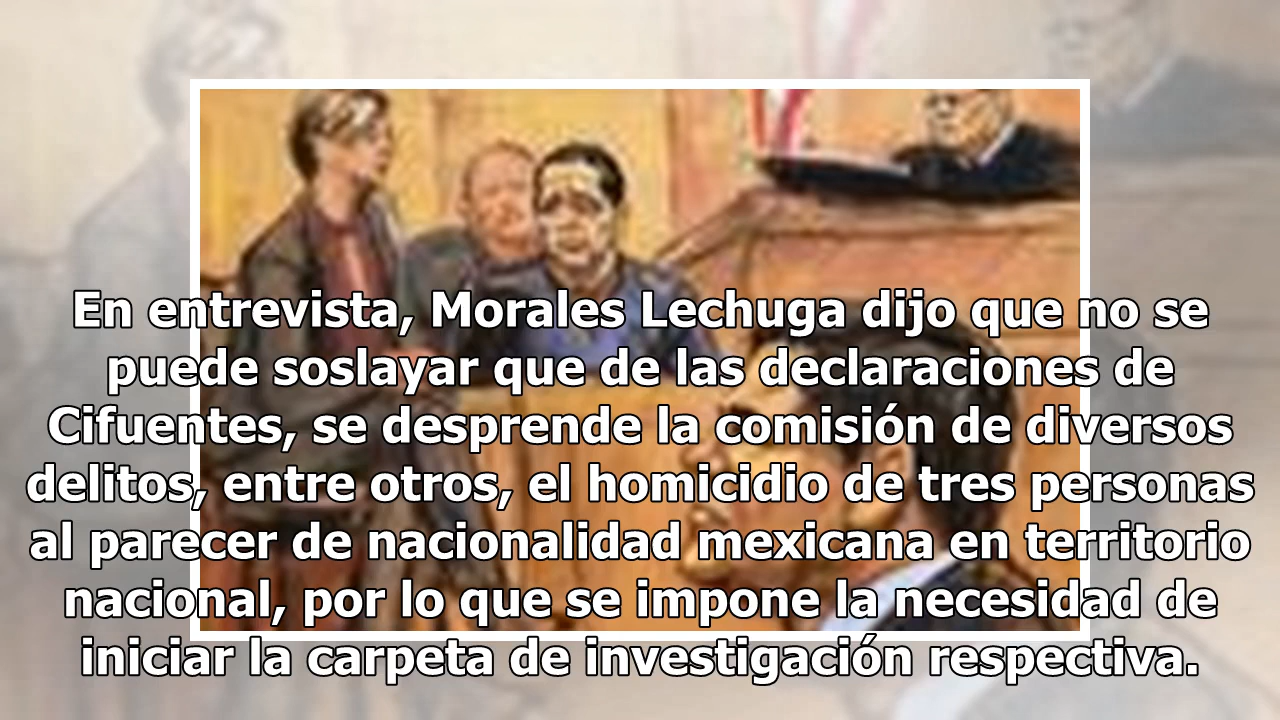 En entrevista, Morales Lechuga dijo que no se
puede soslayar que de las declaraciones de
Cifuentes, se desprende la comisión de diversos
delitos, entre otros, el homicidio de tres personas
al parecer de nacionalidad mexicana en territorio
nacional, por lo que se impone la necesidad de
iniciar la carpeta de investigación respectiva.